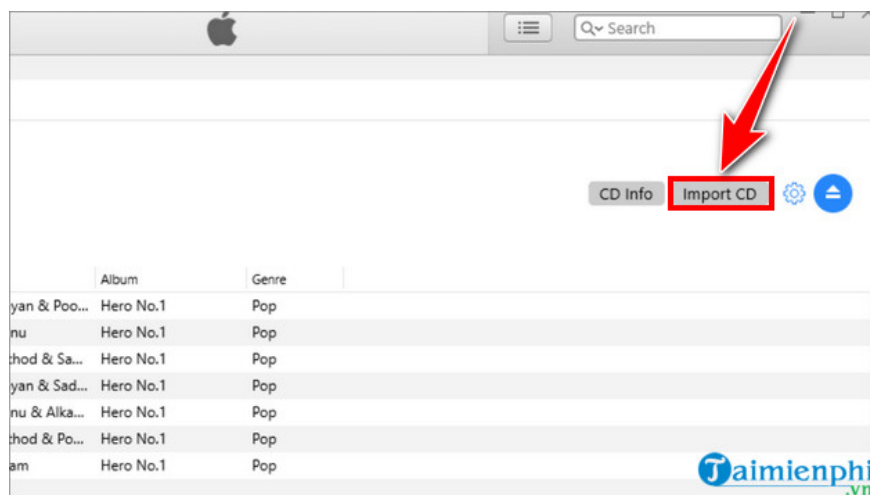 Search
CD Info Import CD
Album Genre
yan & Poo... Hero No.1 Pop
nu Hero No.1 Pop
thod & Sa... Hero No.1 Pop
yan & Sad... Hero No.1 Pop
nu & Alka... Hero No.1 Pop
thod & Po... Hero No.1 Pop
am Hero No.1 Pop
Taimienphi
.vn